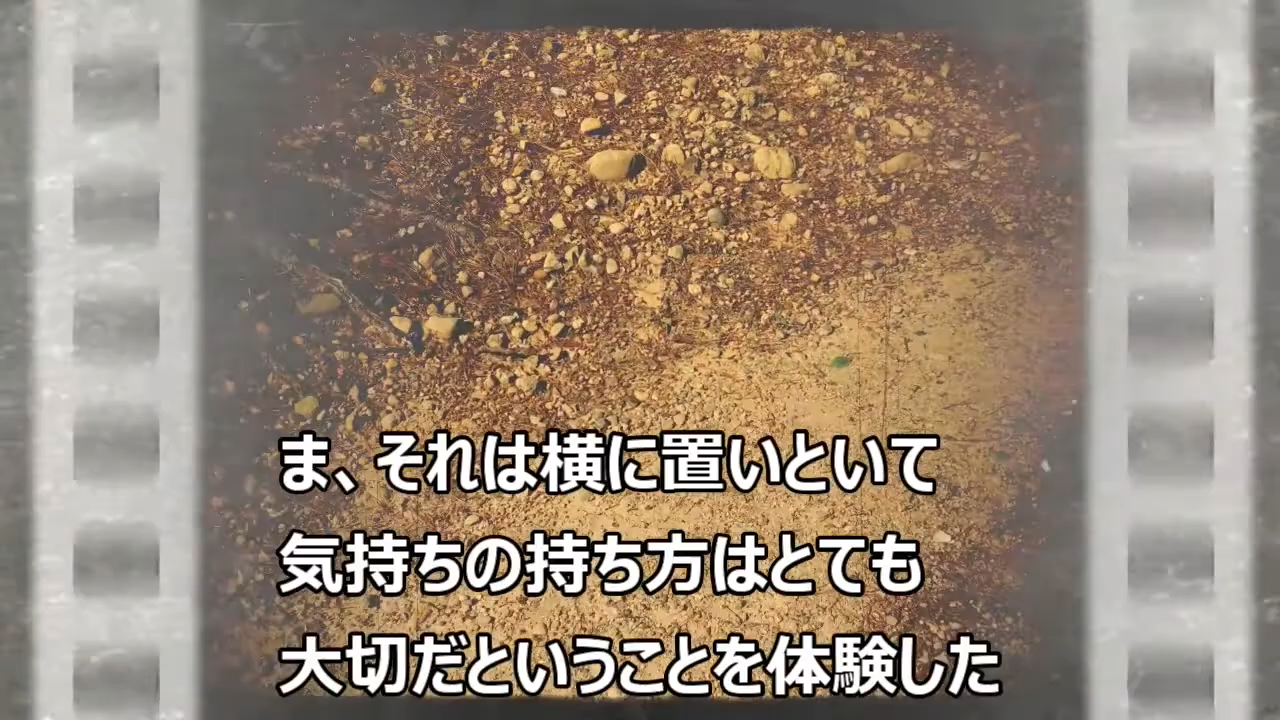 ま、それは横に置いといて
気持ちの持ち方はとても
大切だということを体験した